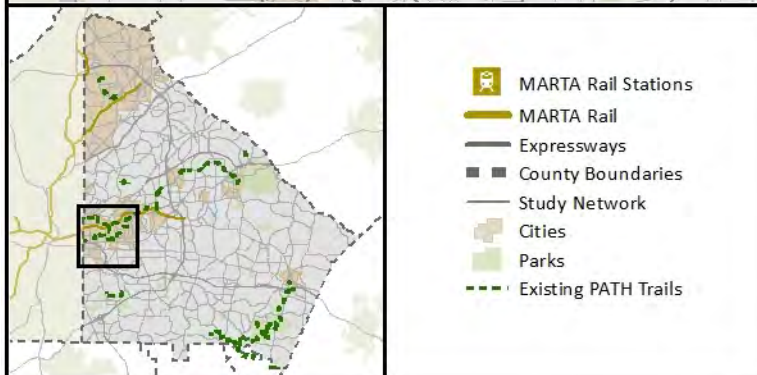 MARTA Rail Stations
MARTA Rail
Expressways
County Boundaries
Study Network
Cities
Parks
Existing PATH Trails